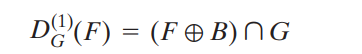 D_G^{(1)}(F) = (F ⊕ B) ∩ G